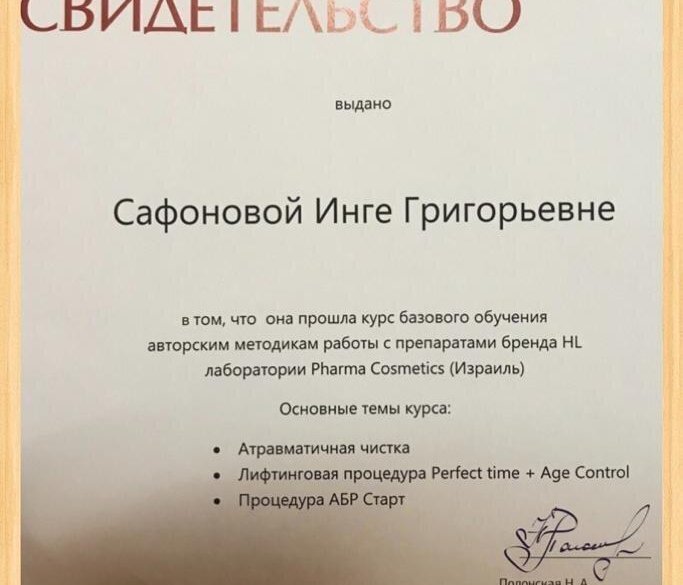 СВИДЕТЕЛЬСТВО
выдано
Сафоновой Инге Григорьевне
в том, что она прошла курс базового обучения
авторским методикам работы с препаратами бренда HL
лаборатории Pharma Cosmetics (Израиль)
Основные темы курса:
• Атравматичная чистка
• Лифтинговая процедура Perfect time + Age Control
• Процедура АБР Старт
Полонская Н. А.